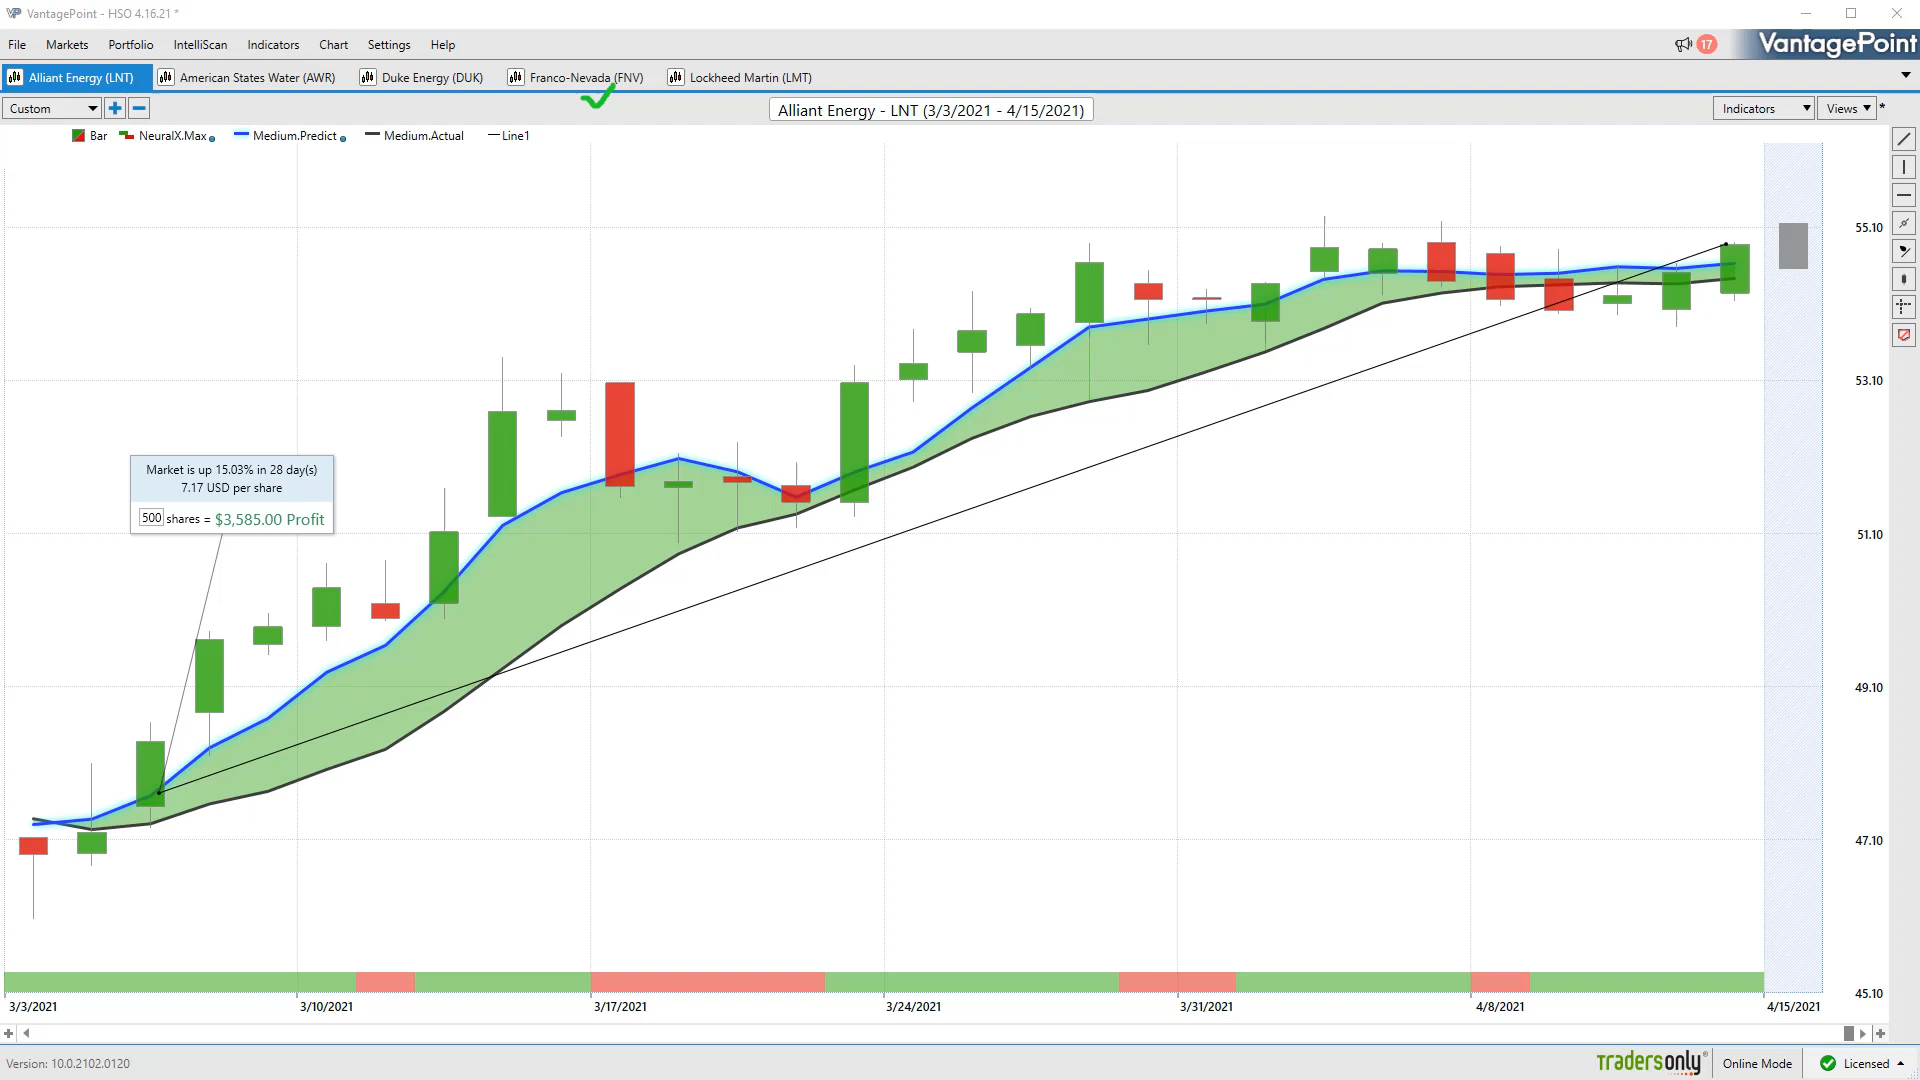 VantagePoint - HSO 4.16.21 *
File Markets Portfolio IntelliScan Indicators Chart Settings Help
17 VantagePoint
Alliant Energy (LNT) American States Water (AWR) Duke Energy (DUK) Franco-Nevada (FNV) Lockheed Martin (LMT)
Custom Alliant Energy - LNT (3/3/2021 - 4/15/2021) Indicators Views *
Bar NeuralX.Max Medium.Predict Medium.Actual Line1
55.10
53.10
Market is up 15.03% in 28 day(s)
7.17 USD per share
500 shares = $3,585.00 Profit
51.10
49.10
47.10
45.10
3/3/2021 3/10/2021 3/17/2021 3/24/2021 3/31/2021 4/8/2021 4/15/2021
Version: 10.0.2102.0120 tradersonly Online Mode Licensed